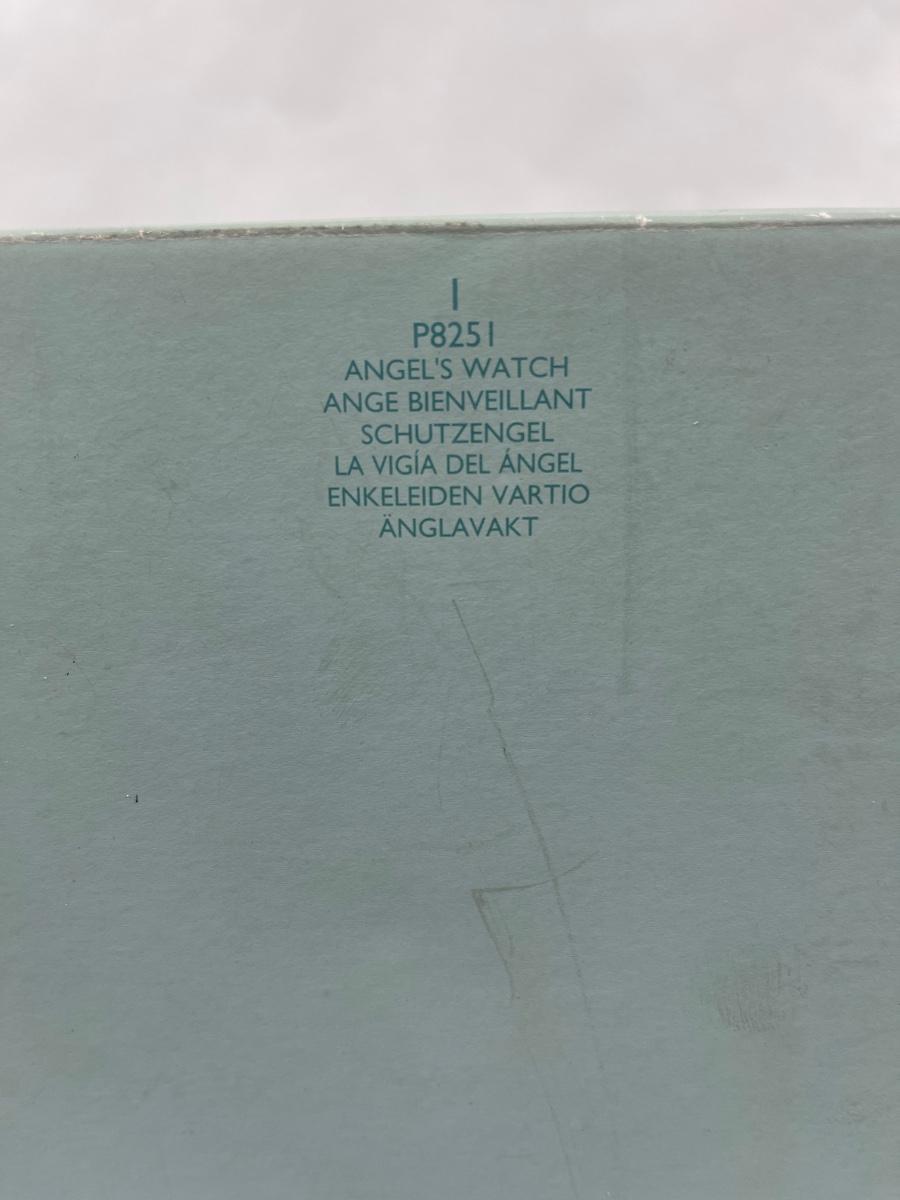 1
P8251
ANGEL'S WATCH
ANGE BIENVEILLANT
SCHUTZENGEL
LA VIGÍA DEL ÁNGEL
ENKELEIDEN VARTIO
ÄNGLAVAKT